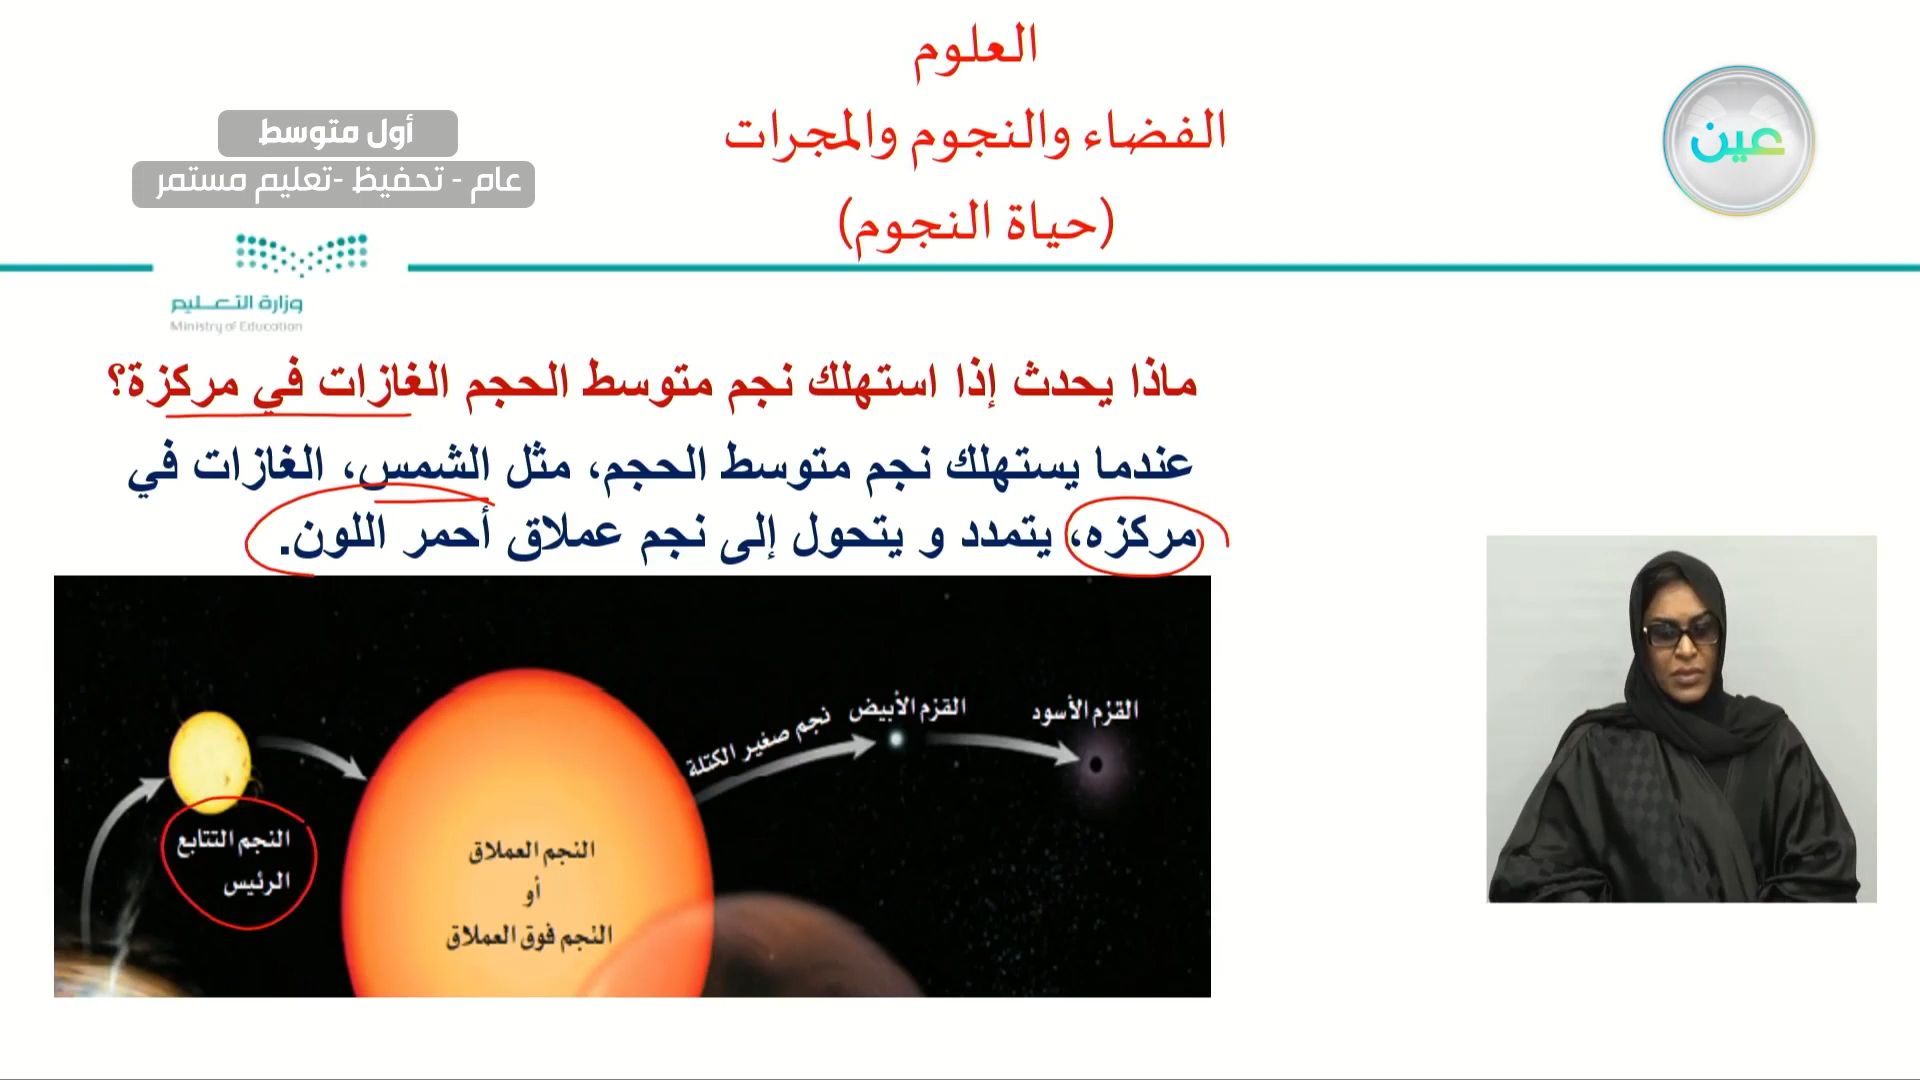 العلوم
الفضاء والنجوم والمجرات
(حياة النجوم)
عين
أول متوسط
عام - تحفيظ -تعليم مستمر
وزارة التعـــليم
Ministry of Education
ماذا يحدث إذا استهلك نجم متوسط الحجم الغازات في مركزة؟
عندما يستهلك نجم متوسط الحجم، مثل الشمس، الغازات في
مركزه، يتمدد و يتحول إلى نجم عملاق أحمر اللون.
القزم الأسود
القزم الأبيض
نجم صغير الكتلة
النجم العملاق
أو
النجم فوق العملاق
النجم التتابع
الرئيس